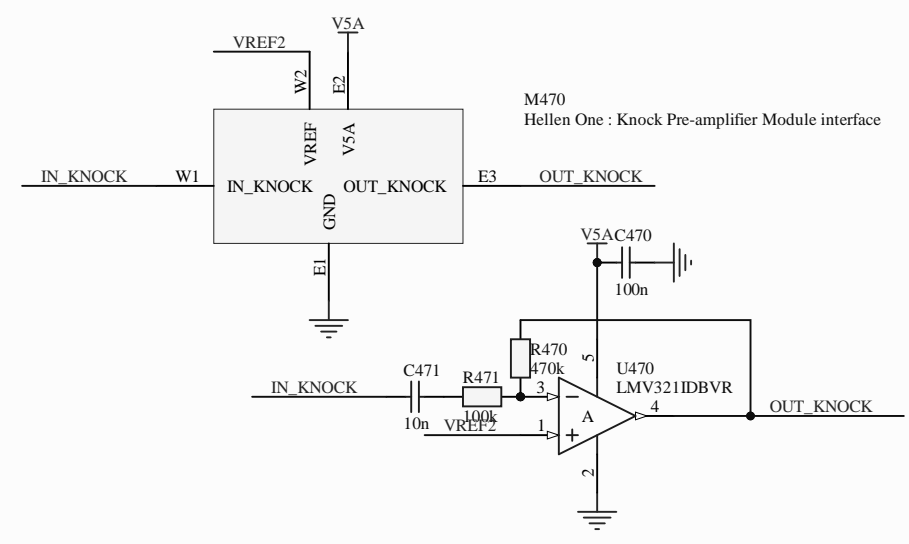 V5A
VREF2
W2
E2
M470
Hellen One : Knock Pre-amplifier Module interface
VREF
V5A
IN_KNOCK
W1
IN_KNOCK
OUT_KNOCK
E3
OUT_KNOCK
GND
E1
V5A
C470
100n
R470
470k
5
U470
LMV321IDBVR
C471
R471
IN_KNOCK
3
10n
100k
A
4
OUT_KNOCK
VREF2
1
2